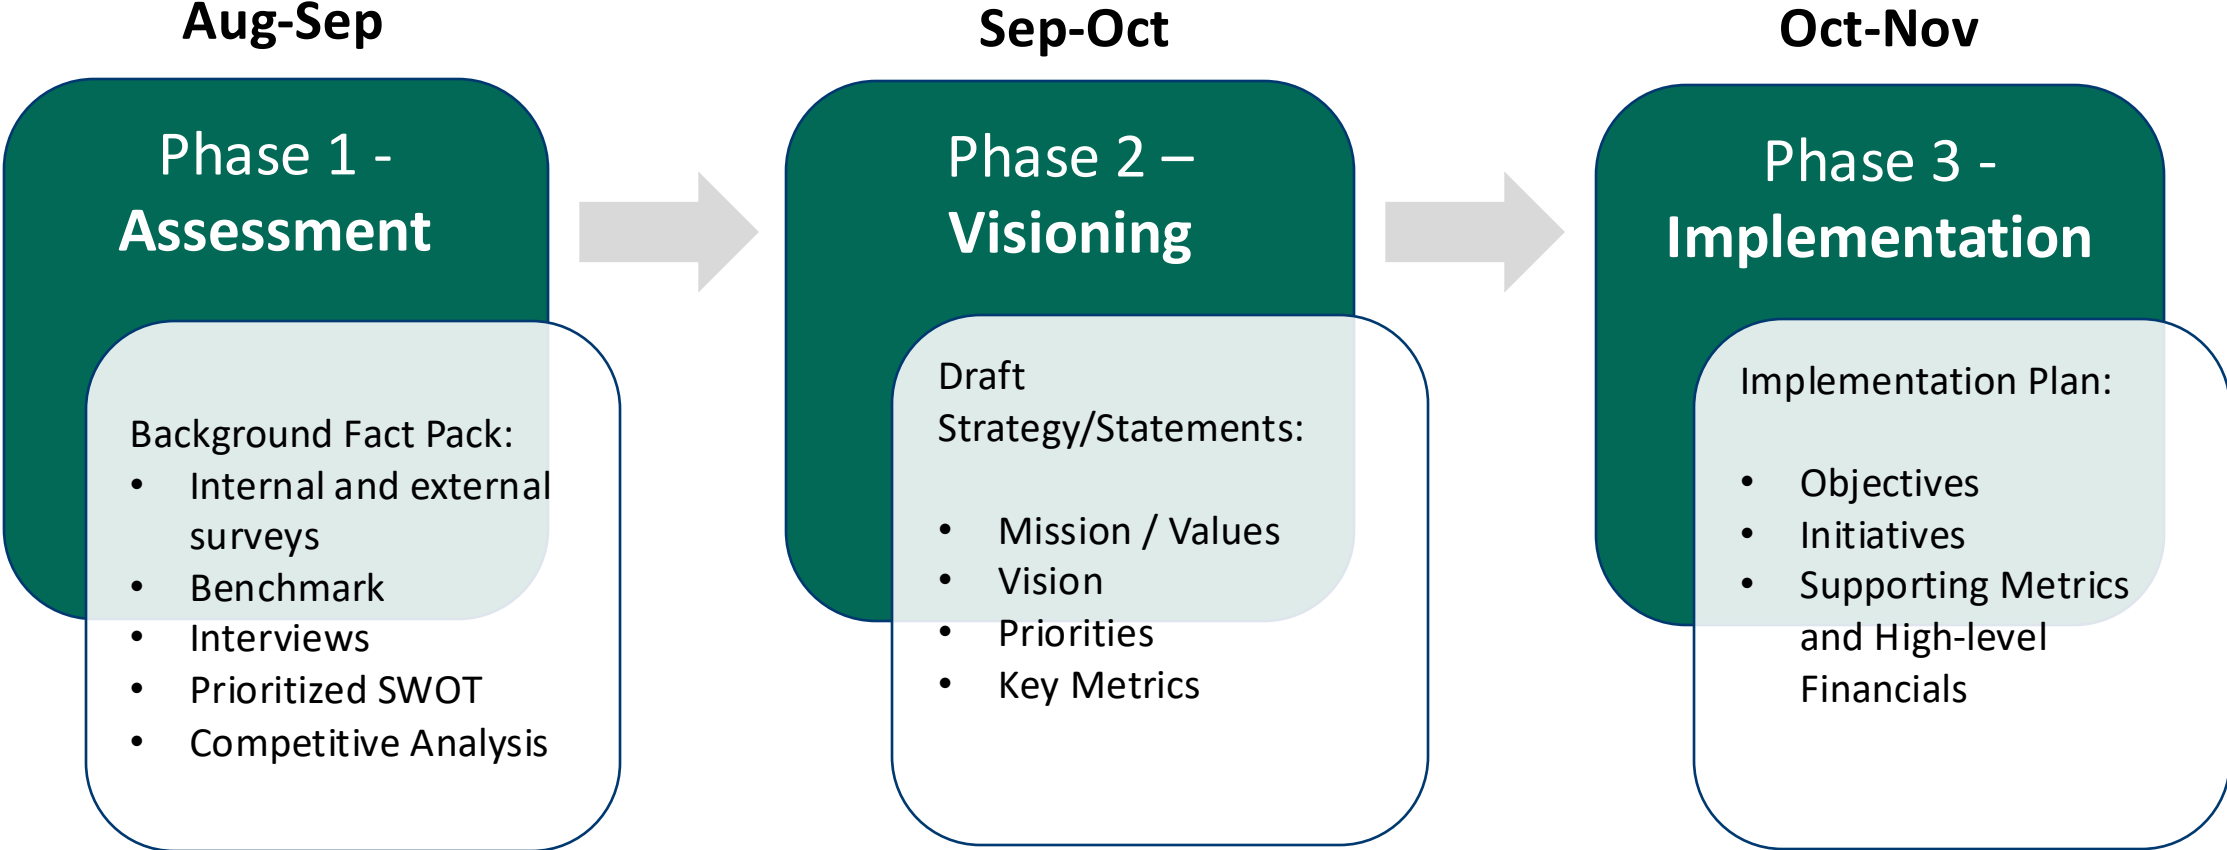 Aug-Sep
Phase 1 -
Assessment
Background Fact Pack:
• Internal and external
surveys
• Benchmark
• Interviews
• Prioritized SWOT
• Competitive Analysis
Sep-Oct
Phase 2 –
Visioning
Draft
Strategy/Statements:
• Mission / Values
• Vision
• Priorities
• Key Metrics
Oct-Nov
Phase 3 -
Implementation
Implementation Plan:
• Objectives
• Initiatives
• Supporting Metrics
and High-level
Financials